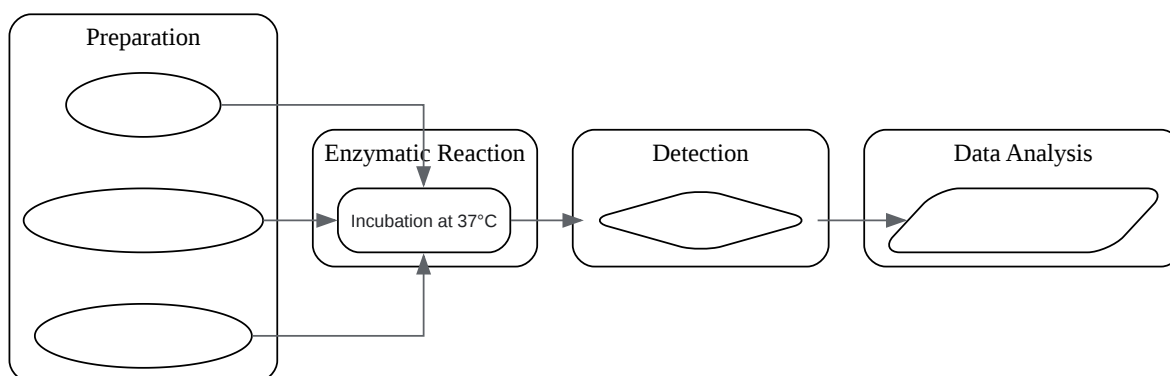 Preparation
Enzymatic Reaction
Incubation at 37°C
Detection
Data Analysis